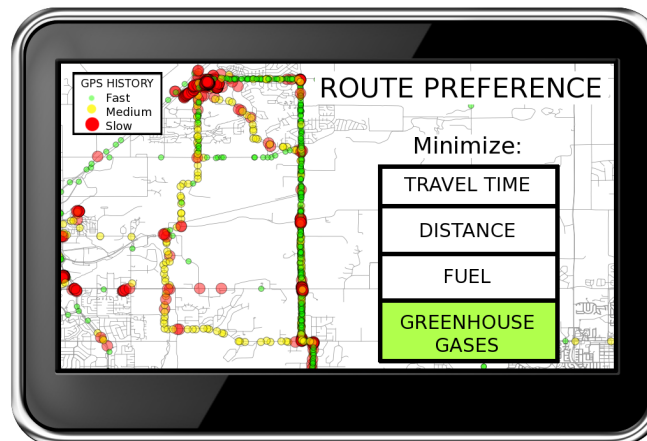 GPS HISTORY
Fast
Medium
Slow
ROUTE PREFERENCE
Minimize:
TRAVEL TIME
DISTANCE
FUEL
GREENHOUSE
GASES